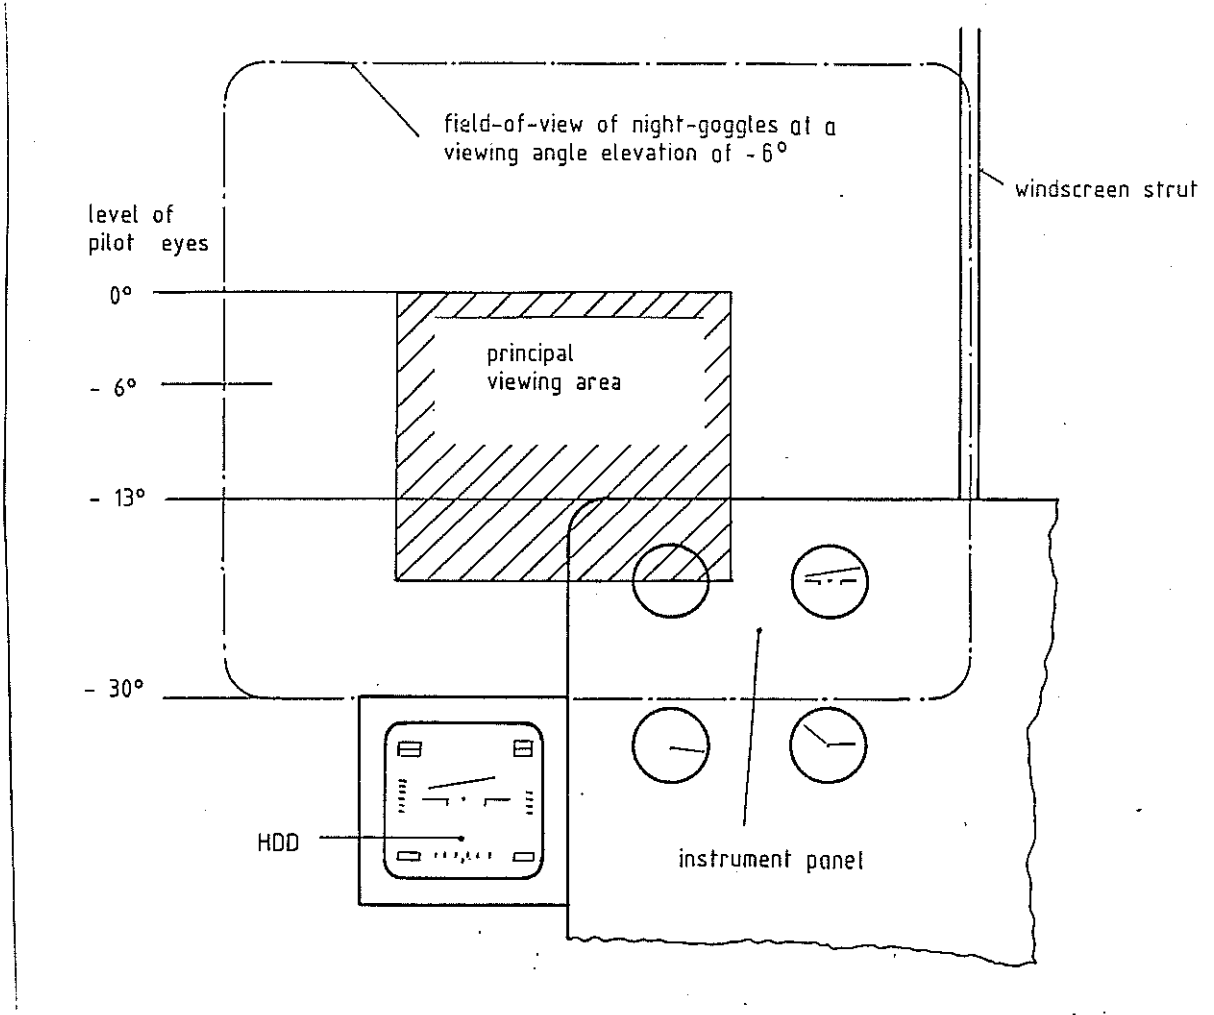 field-of-view of night-goggles at a
viewing angle elevation of -6°
windscreen strut
level of
pilot eyes
0°
principal
viewing area
- 6°
- 13°
- 30°
HDD
instrument panel